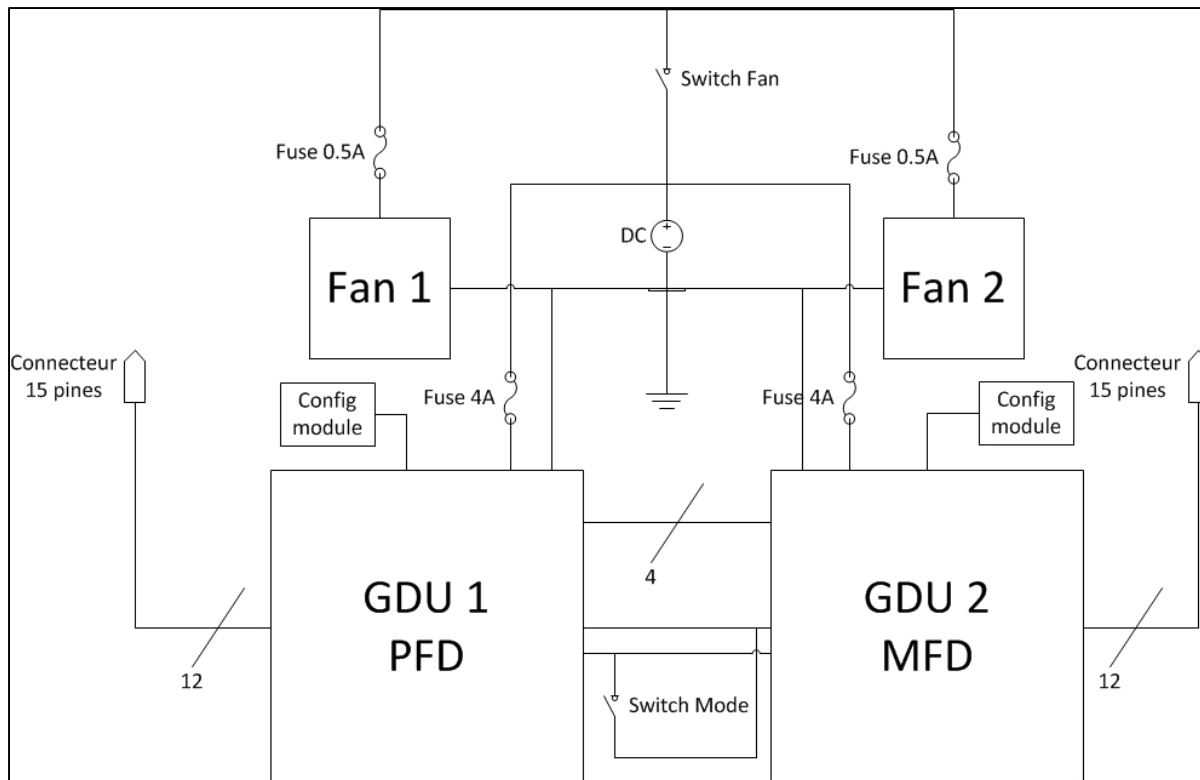 Switch Fan
Fuse 0.5A
Fuse 0.5A
DC
+
−
Fan 1
Fan 2
Connecteur
15 pines
Connecteur
15 pines
Config
module
Fuse 4A
Fuse 4A
Config
module
4
GDU 1
PFD
GDU 2
MFD
12
12
Switch Mode